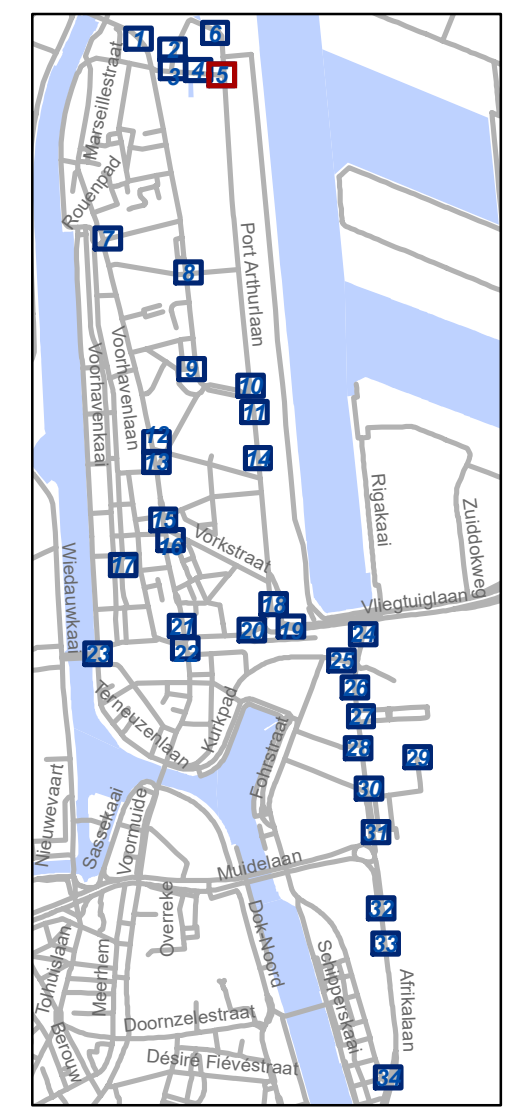 1
2
6
3
4
5
Marseillestraat
Rouenpad
7
Port Arthurlaan
8
Voorhavenlaan
Voorhavenkaai
9
10
11
12
13
14
Rigakaai
Zuiddokweg
15
16
Vorkstraat
17
Wiedauwkaai
18
19
20
21
22
23
Vliegtuiglaan
24
25
26
27
28
29
30
31
Terneuzenlaan
Kurkpad
Fohrstraat
Nieuwevaart
Sassekaai
Voormuide
Muidelaan
Overreke
32
33
Dok-Noord
Schipperskaai
Afrikalaan
Tolhuislaan
Meerhem
Doornzelestraat
Berouw
Désiré Fiévéstraat
34